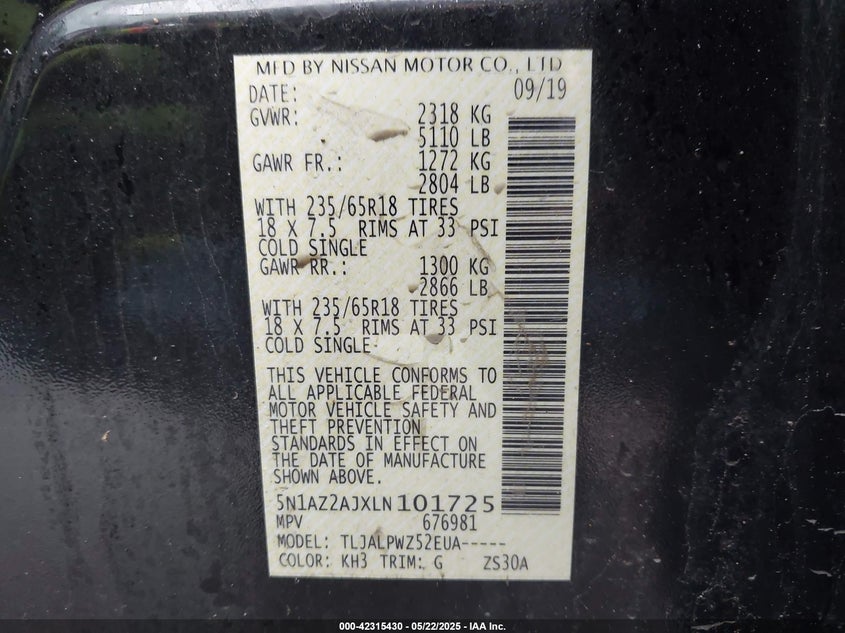 MFD BY NISSAN MOTOR CO., LTD
DATE: 09/19
GVWR: 2318 KG
5110 LB
GAWR FR.: 1272 KG
2804 LB
WITH 235/65R18 TIRES
18 X 7.5 RIMS AT 33 PSI
COLD SINGLE
GAWR RR.: 1300 KG
2866 LB
WITH 235/65R18 TIRES
18 X 7.5 RIMS AT 33 PSI
COLD SINGLE
THIS VEHICLE CONFORMS TO
ALL APPLICABLE FEDERAL
MOTOR VEHICLE SAFETY AND
THEFT PREVENTION
STANDARDS IN EFFECT ON
THE DATE OF MANUFACTURE
SHOWN ABOVE.
5N1AZ2AJXLN101725
MPV 676981
MODEL: TLJALPWZ52EUA-----
COLOR: KH3 TRIM: G ZS30A
000-42315430 - 05/22/2025 - IAA Inc.